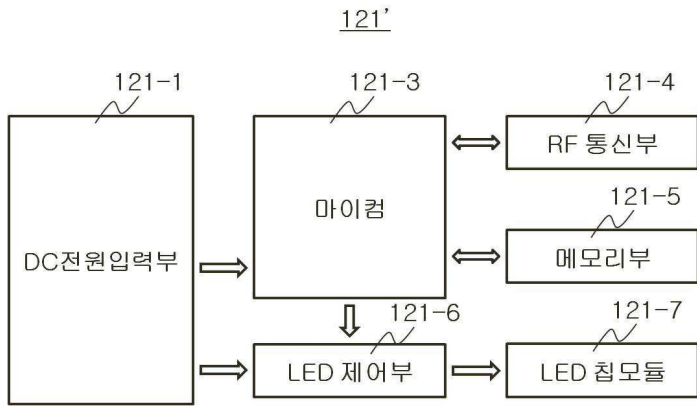 121'
121-1
121-3
121-4
RF 통신부
마이컴
121-5
DC전원입력부
메모리부
121-6
121-7
LED 제어부
LED 칩모듈